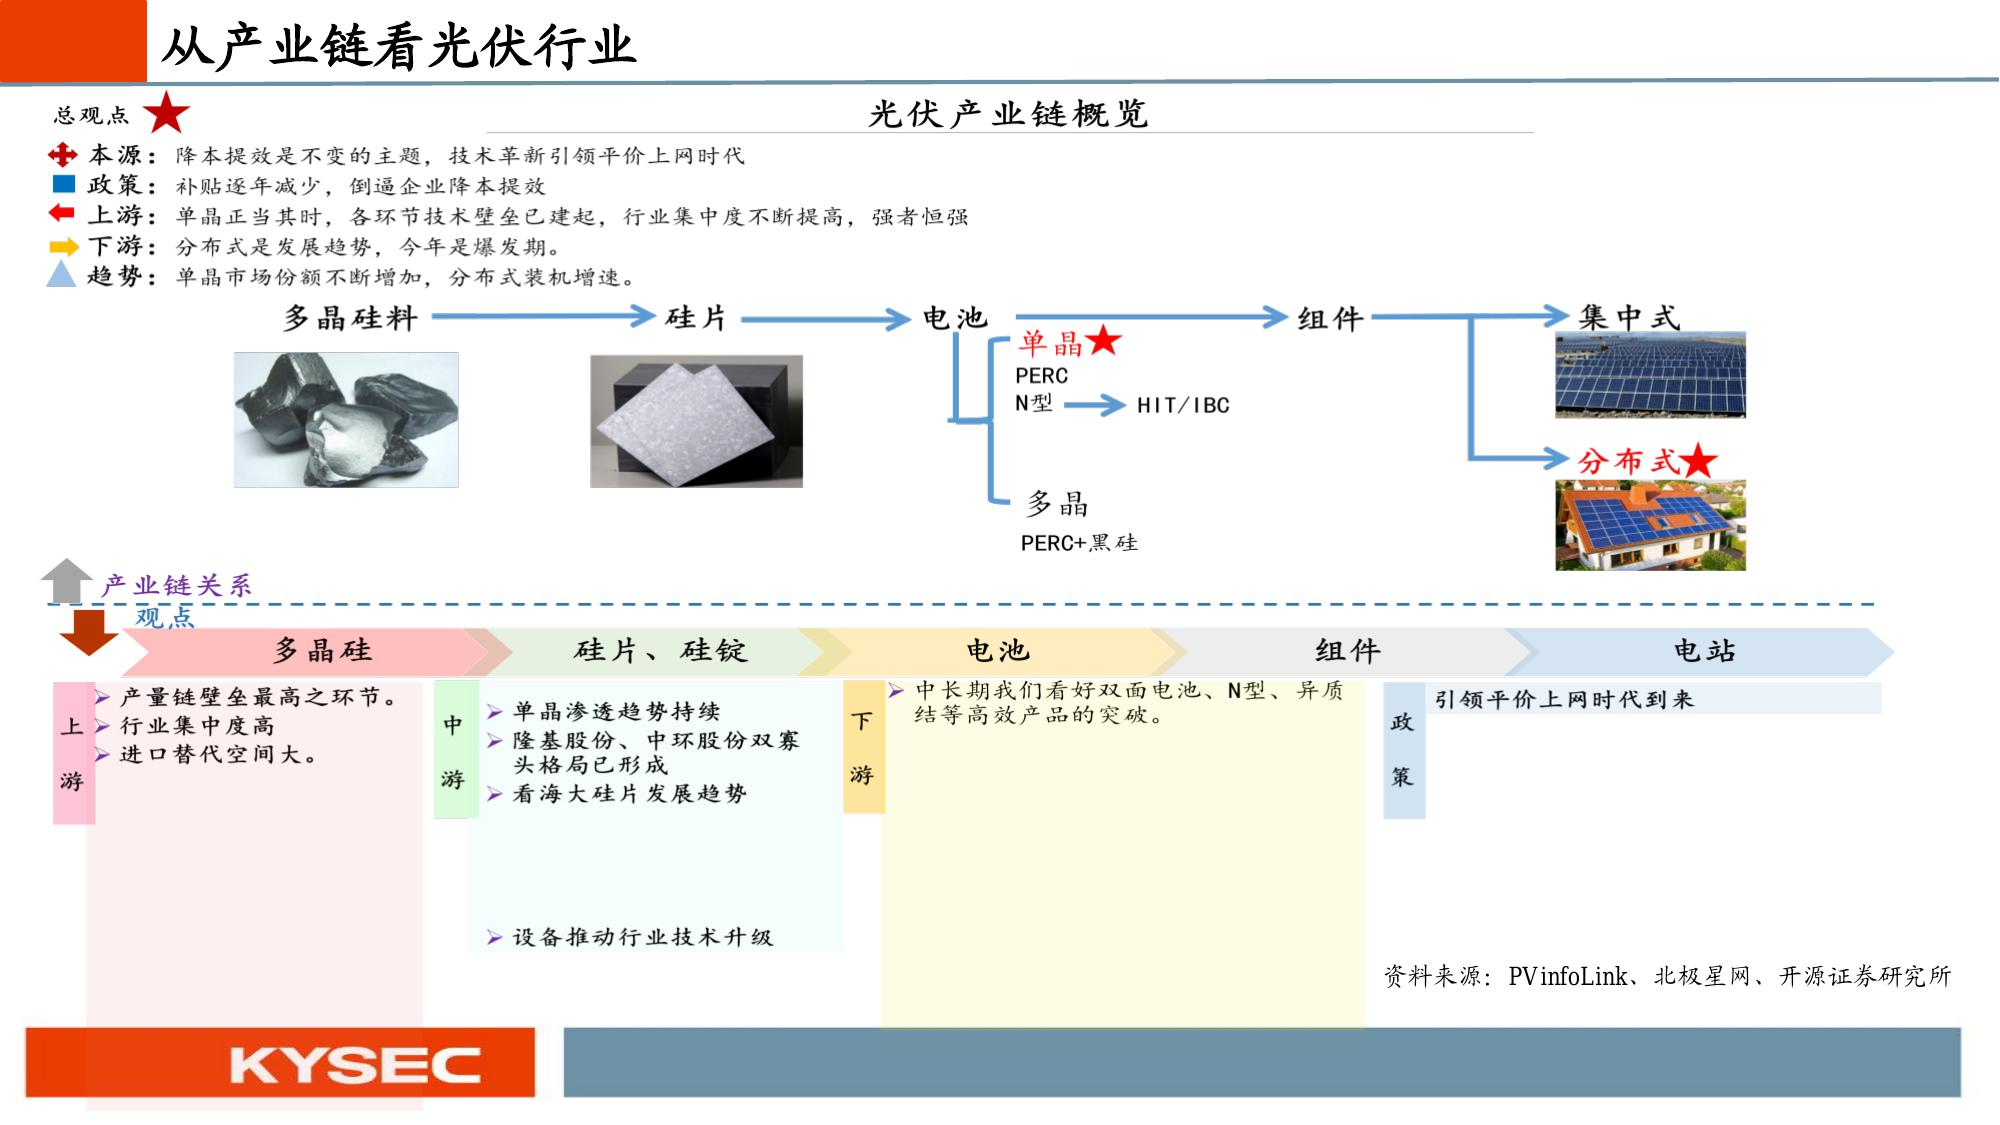 从产业链看光伏行业
总观点
光伏产业链概览
本源：降本提效是不变的主题，技术革新引领平价上网时代
政策：补贴逐年减少，倒逼企业降本提效
上游：单晶正当其时，各环节技术壁垒已建起，行业集中度不断提高，强者恒强
下游：分布式是发展趋势，今年是爆发期。
趋势：单晶市场份额不断增加，分布式装机增速。
多晶硅料
硅片
电池
组件
集中式
单晶
PERC
N型
HIT/IBC
分布式
多晶
PERC+黑硅
产业链关系
观点
多晶硅
硅片、硅锭
电池
组件
电站
上游
产量链壁垒最高之环节。
行业集中度高
进口替代空间大。
中游
单晶渗透趋势持续
隆基股份、中环股份双寡
头格局已形成
看海大硅片发展趋势
设备推动行业技术升级
下游
中长期我们看好双面电池、N型、异质
结等高效产品的突破。
政策
引领平价上网时代到来
资料来源：PVinfoLink、北极星网、开源证券研究所
KYSEC